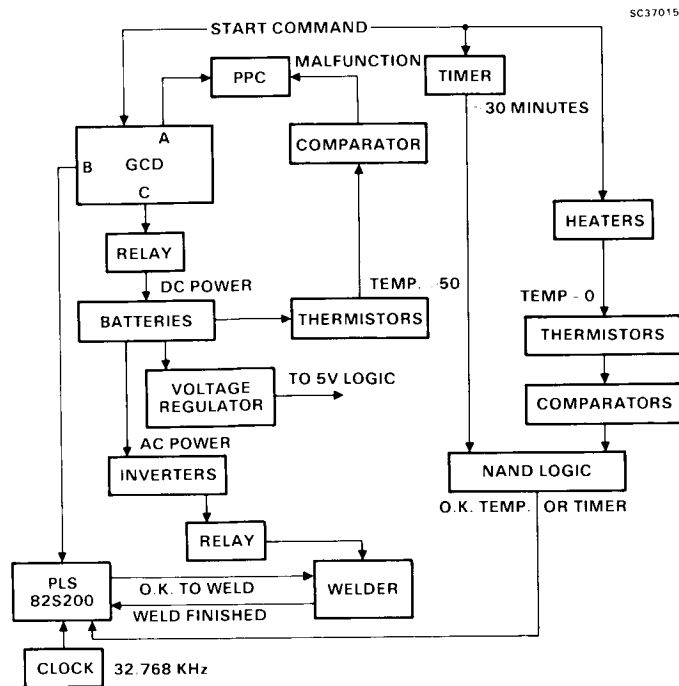 SC37015
START COMMAND
MALFUNCTION
PPC
TIMER
30 MINUTES
A
B
GCD
C
COMPARATOR
HEATERS
RELAY
DC POWER
TEMP. 50
TEMP - 0
BATTERIES
THERMISTORS
THERMISTORS
VOLTAGE
REGULATOR
TO 5V LOGIC
COMPARATORS
AC POWER
INVERTERS
NAND LOGIC
O.K. TEMP. OR TIMER
RELAY
PLS
82S200
O.K. TO WELD
WELD FINISHED
WELDER
CLOCK
32.768 KHz